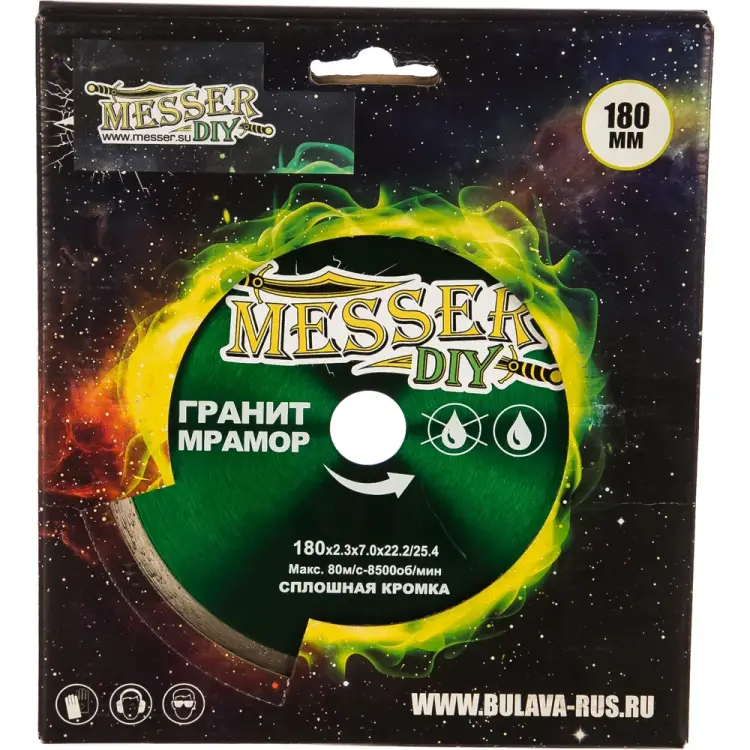 MESSER
DIY
www.messer.su
180
ММ
MESSER
DIY
ГРАНИТ
МРАМОР
180x2.3x7.0x22.2/25.4
Макс. 80м/с-8500об/мин
СПЛОШНАЯ КРОМКА
WWW.BULAVA-RUS.RU